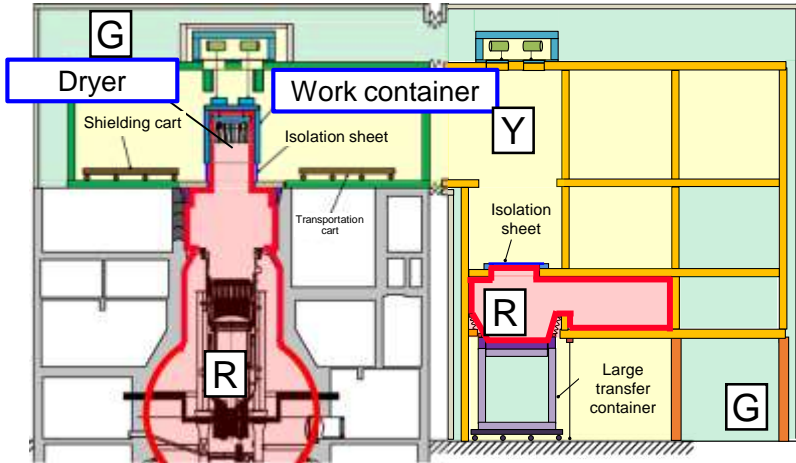 G
Dryer
Work container
Shielding cart
Isolation sheet
Transportation
cart
R
Y
Isolation
sheet
R
Large
transfer
container
G